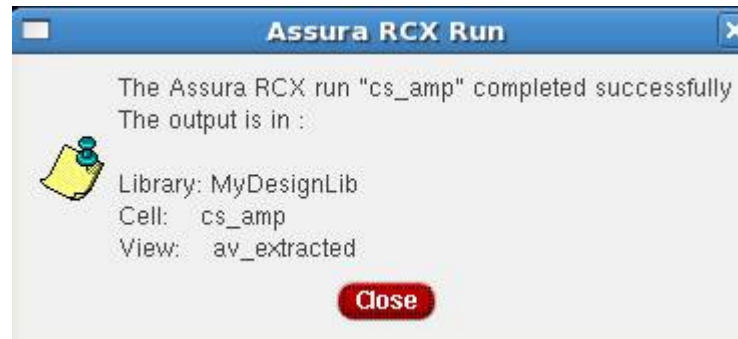 Assura RCX Run
The Assura RCX run "cs_amp" completed successfully
The output is in :
Library: MyDesignLib
Cell: cs_amp
View: av_extracted
Close